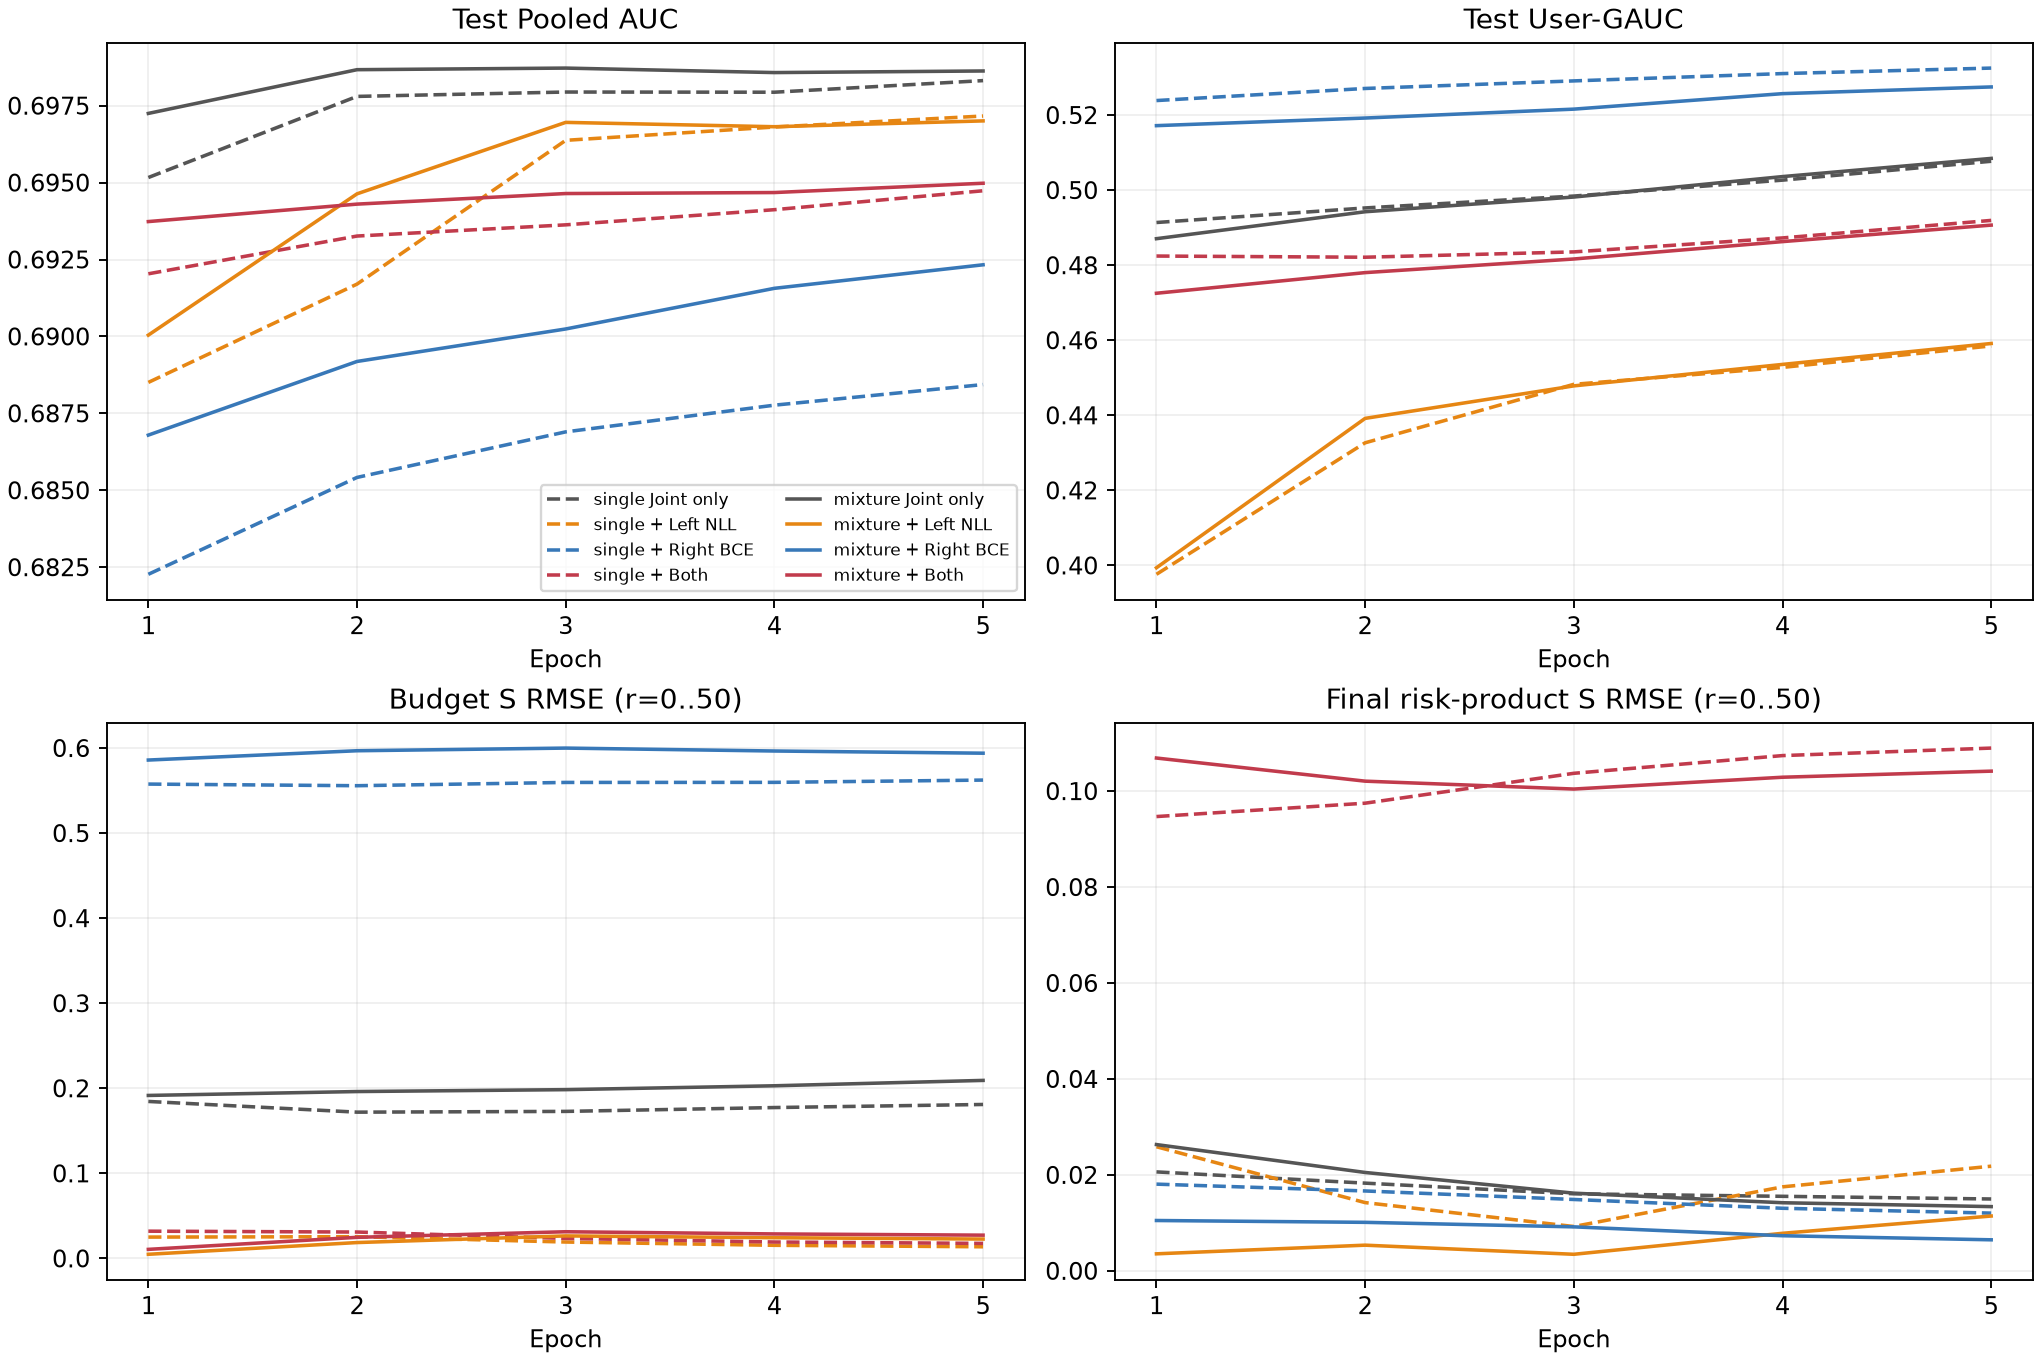 Test Pooled AUC
0.6975
0.6950
0.6925
0.6900
0.6875
0.6850
0.6825
single Joint only
single + Left NLL
single + Right BCE
single + Both
mixture Joint only
mixture + Left NLL
mixture + Right BCE
mixture + Both
1 2 3 4 5
Epoch
Test User-GAUC
0.52
0.50
0.48
0.46
0.44
0.42
0.40
1 2 3 4 5
Epoch
Budget S RMSE (r=0..50)
0.6
0.5
0.4
0.3
0.2
0.1
0.0
1 2 3 4 5
Epoch
Final risk-product S RMSE (r=0..50)
0.10
0.08
0.06
0.04
0.02
0.00
1 2 3 4 5
Epoch